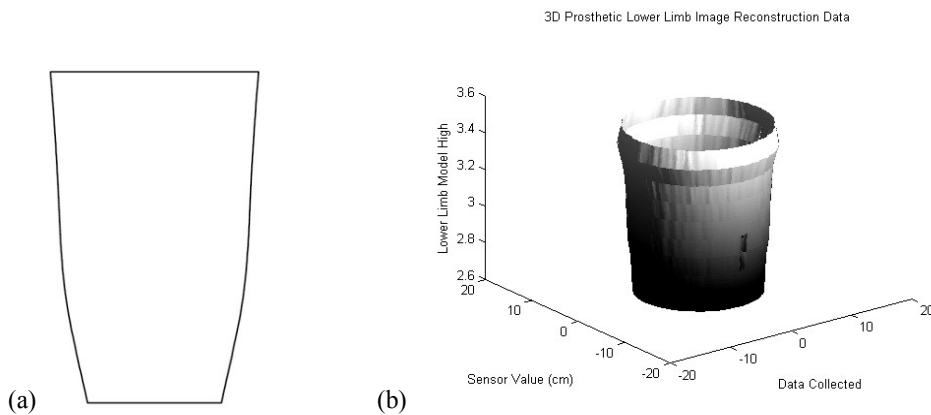 3D Prosthetic Lower Limb Image Reconstruction Data
3.6
3.4
3.2
3
2.8
2.6
Lower Limb Model High
20
10
0
-10
-20
Sensor Value (cm)
-20
-10
0
10
20
Data Collected
(a)
(b)